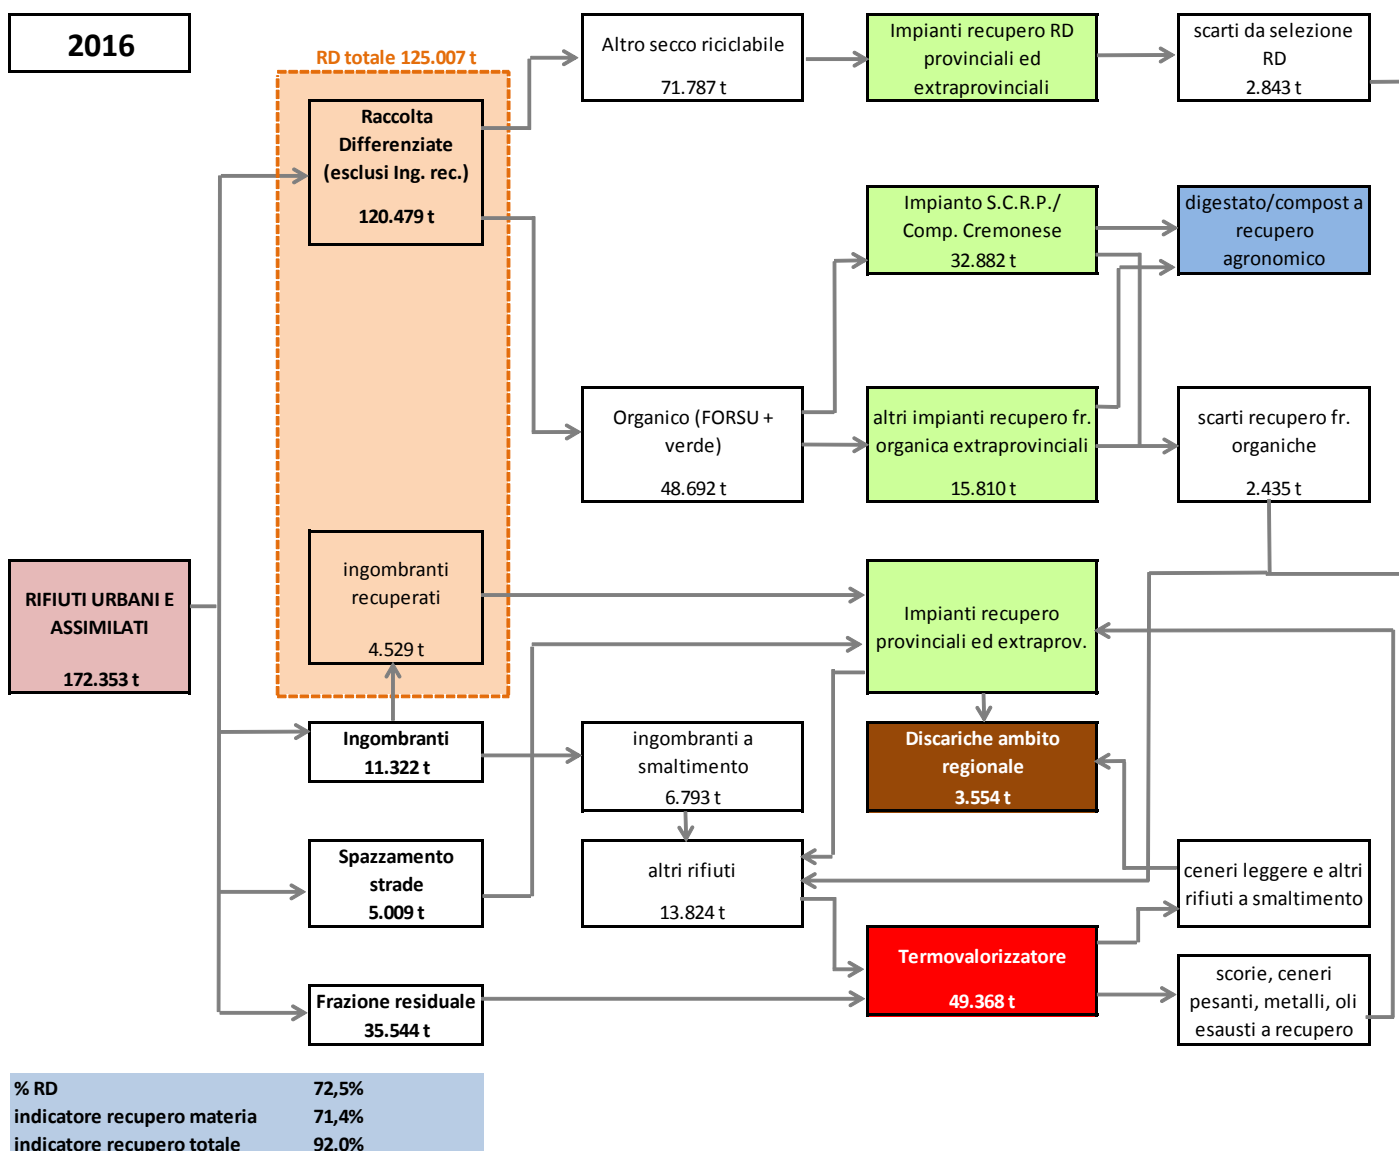 2016
RD totale 125.007 t
Raccolta
Differenziate
(esclusi Ing. rec.)
120.479 t
Altro secco riciclabile
71.787 t
Impianti recupero RD
provinciali ed
extraprovinciali
scarti da selezione
RD
2.843 t
Impianto S.C.R.P./
Comp. Cremonese
32.882 t
digestato/compost a
recupero
agronomico
Organico (FORSU +
verde)
48.692 t
altri impianti recupero fr.
organica extraprovinciali
15.810 t
scarti recupero fr.
organiche
2.435 t
RIFIUTI URBANI E
ASSIMILATI
172.353 t
ingombranti
recuperati
4.529 t
Impianti recupero
provinciali ed extraprov.
Ingombranti
11.322 t
ingombranti a
smaltimento
6.793 t
Discariche ambito
regionale
3.554 t
Spazzamento
strade
5.009 t
altri rifiuti
13.824 t
ceneri leggere e altri
rifiuti a smaltimento
Frazione residuale
35.544 t
Termovalorizzatore
49.368 t
scorie, ceneri
pesanti, metalli, oli
esausti a recupero
% RD 72,5%
indicatore recupero materia 71,4%
indicatore recupero totale 92,0%